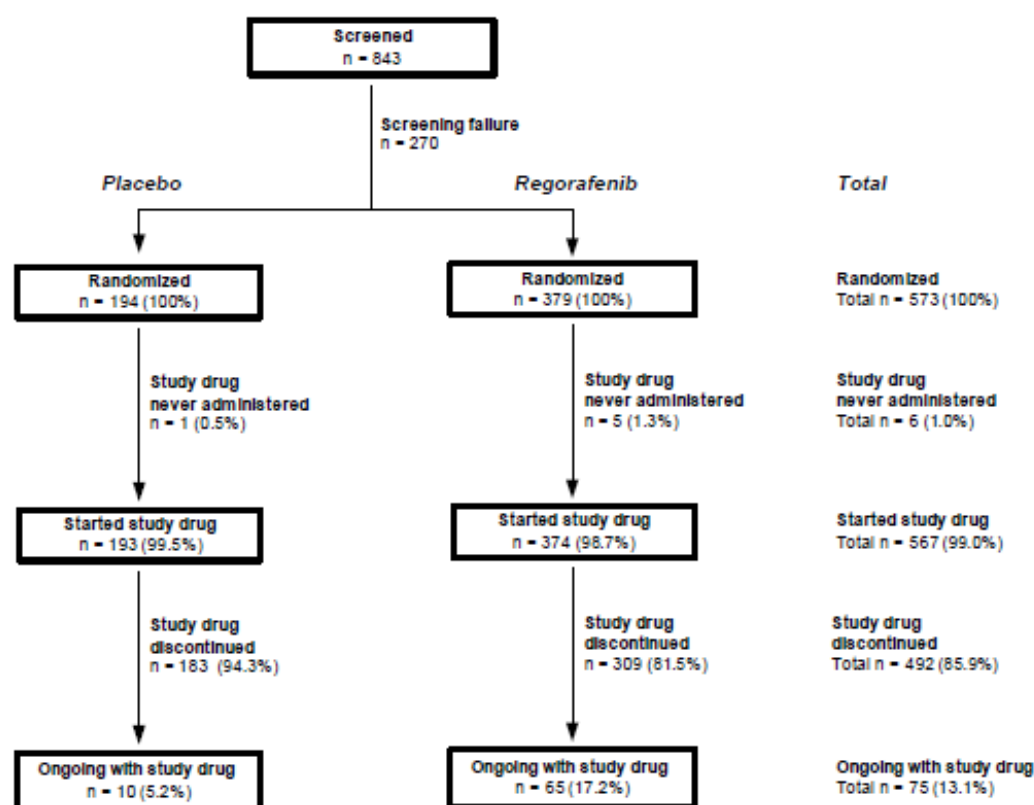 Screened
n = 843
Screening failure
n = 270
Placebo
Regorafenib
Total
Randomized
n = 194 (100%)
Randomized
n = 379 (100%)
Randomized
Total n = 573 (100%)
Study drug
never administered
n = 1 (0.5%)
Study drug
never administered
n = 5 (1.3%)
Study drug
never administered
Total n = 6 (1.0%)
Started study drug
n = 193 (99.5%)
Started study drug
n = 374 (98.7%)
Started study drug
Total n = 567 (99.0%)
Study drug
discontinued
n = 183 (94.3%)
Study drug
discontinued
n = 309 (81.5%)
Study drug
discontinued
Total n = 492 (85.9%)
Ongoing with study drug
n = 10 (5.2%)
Ongoing with study drug
n = 65 (17.2%)
Ongoing with study drug
Total n = 75 (13.1%)